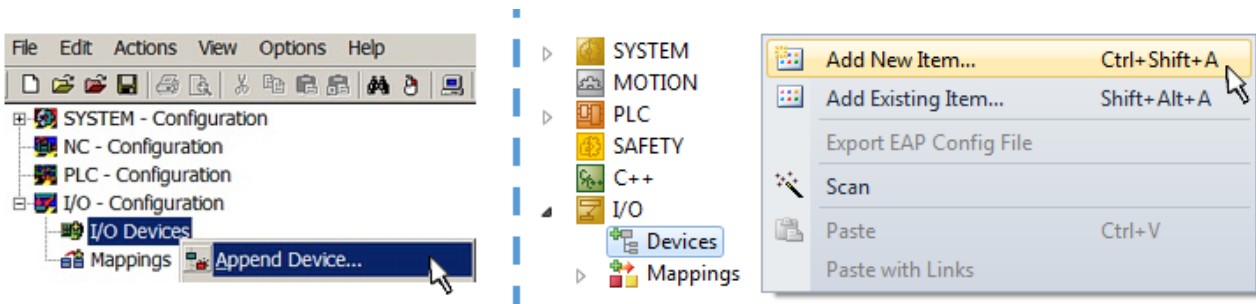 File Edit Actions View Options Help
SYSTEM - Configuration
NC - Configuration
PLC - Configuration
I/O - Configuration
I/O Devices
Mappings
Append Device...
SYSTEM
MOTION
PLC
SAFETY
C++
I/O
Devices
Mappings
Add New Item... Ctrl+Shift+A
Add Existing Item... Shift+Alt+A
Export EAP Config File
Scan
Paste Ctrl+V
Paste with Links